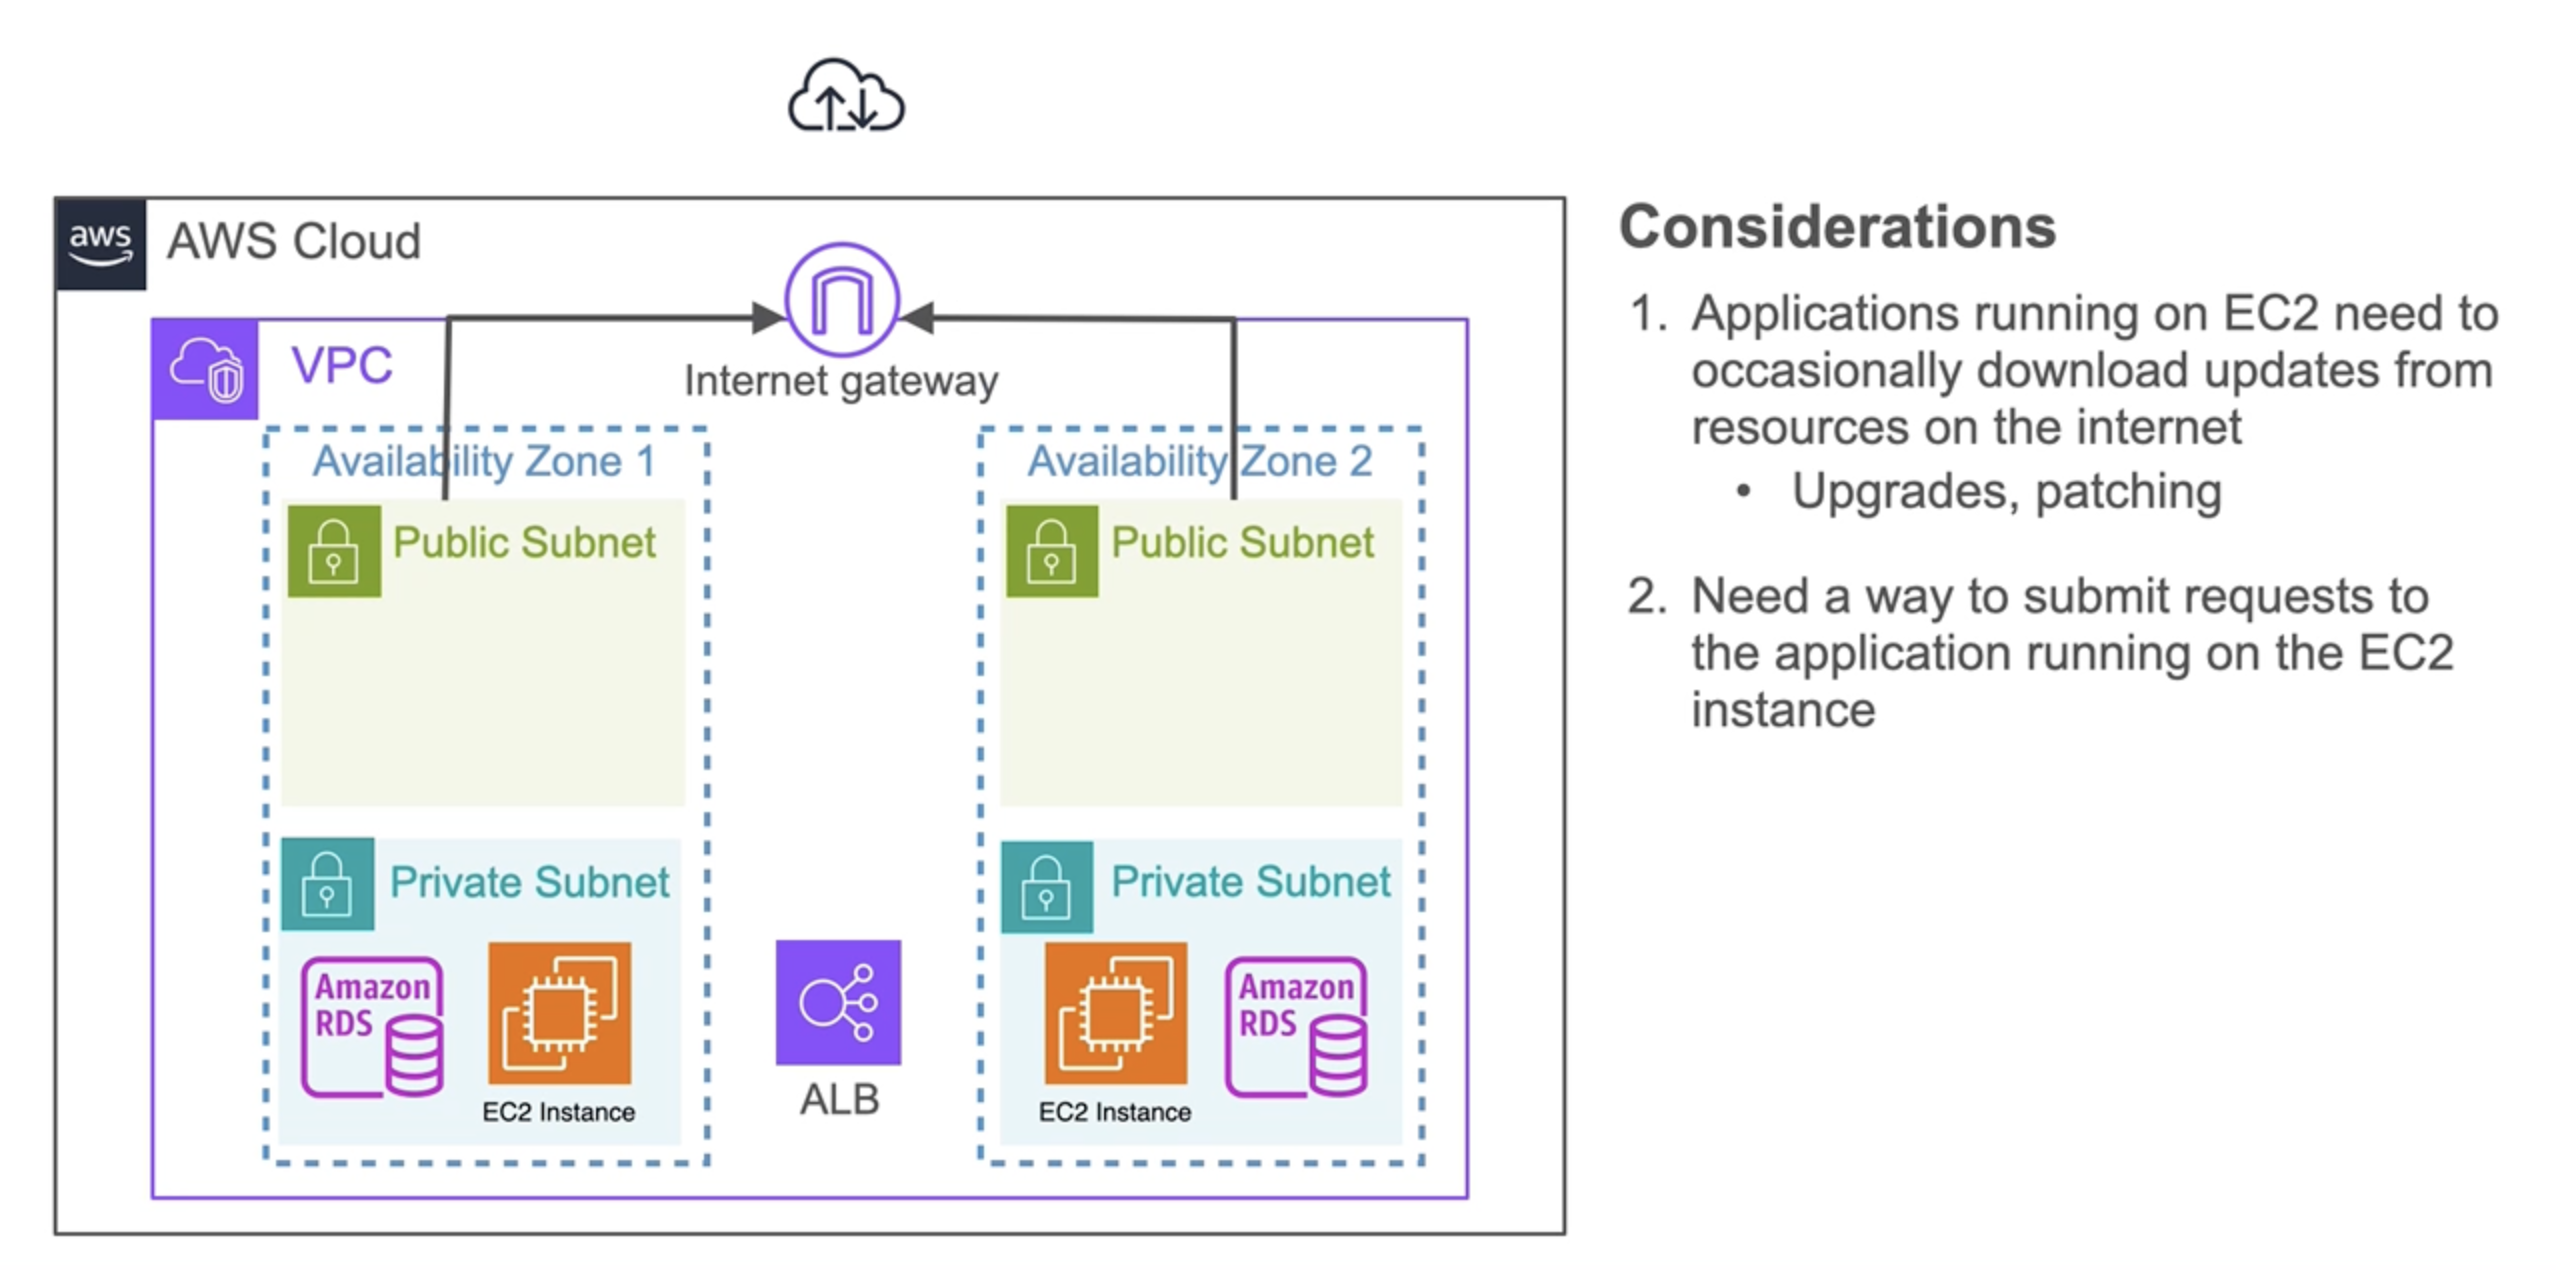 aws
AWS Cloud
VPC
Internet gateway
Availability Zone 1
Public Subnet
Private Subnet
Amazon
RDS
EC2 Instance
ALB
Availability Zone 2
Public Subnet
Private Subnet
EC2 Instance
Amazon
RDS
Considerations
1. Applications running on EC2 need to
occasionally download updates from
resources on the internet
• Upgrades, patching
2. Need a way to submit requests to
the application running on the EC2
instance